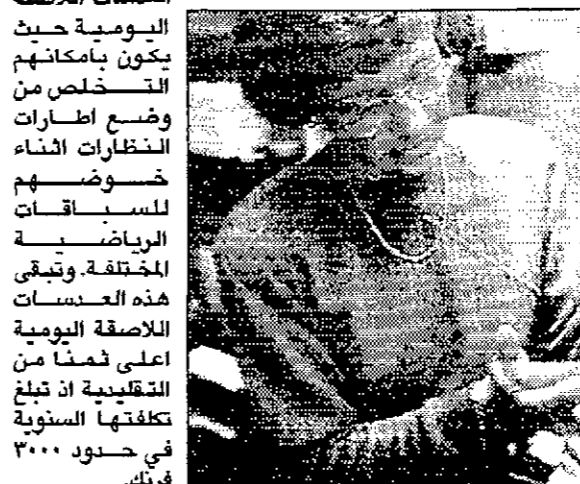 اليومية حيث
يكون بامكانهم
التخلص من
وضع اطارات
النظارات اثناء
خوضهم
للسباقات
الرياضية
المختلفة. وتبقى
هذه العدسات
اللاصقة اليومية
اعلى ثمنا من
التقليدية اذ تبلغ
تكلفتها السنوية
في حدود ٣٠٠٠
فرنك.